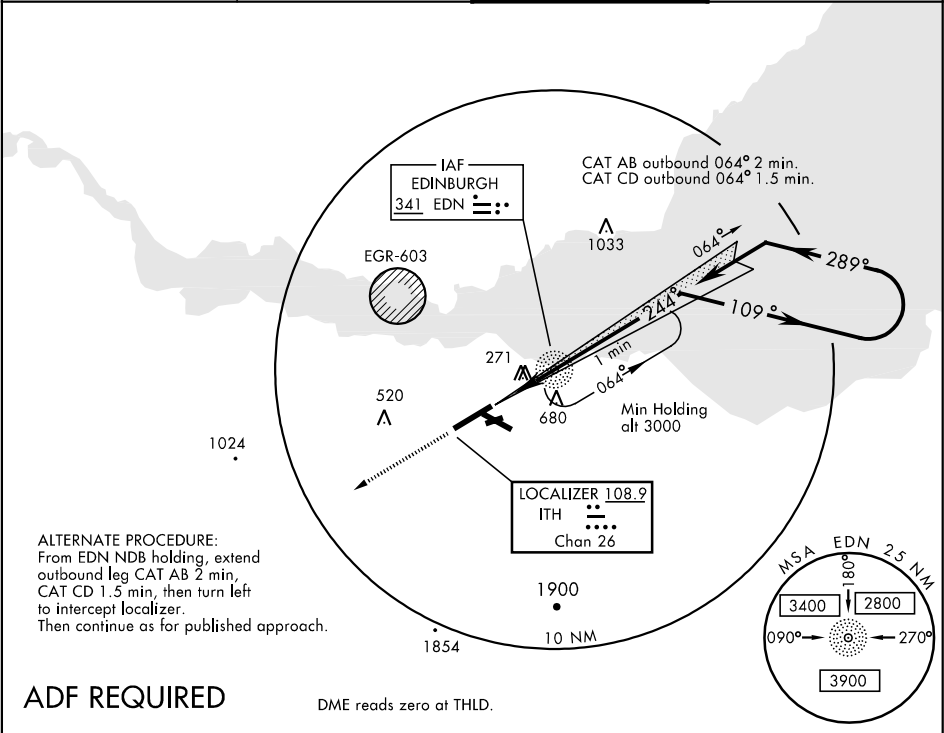 IAF
EDINBURGH
341 EDN
CAT AB outbound 064° 2 min.
CAT CD outbound 064° 1.5 min.
1033
064°
EGR-603
289°
244°
109°
271
1 min
064°
520
680
Min Holding
alt 3000
1024
LOCALIZER 108.9
ITH
Chan 26
ALTERNATE PROCEDURE:
From EDN NDB holding, extend
outbound leg CAT AB 2 min,
CAT CD 1.5 min, then turn left
to intercept localizer.
Then continue as for published approach.
1900
10 NM
1854
MSA EDN 25 NM
180°
3400
2800
090°
270°
3900
ADF REQUIRED
DME reads zero at THLD.